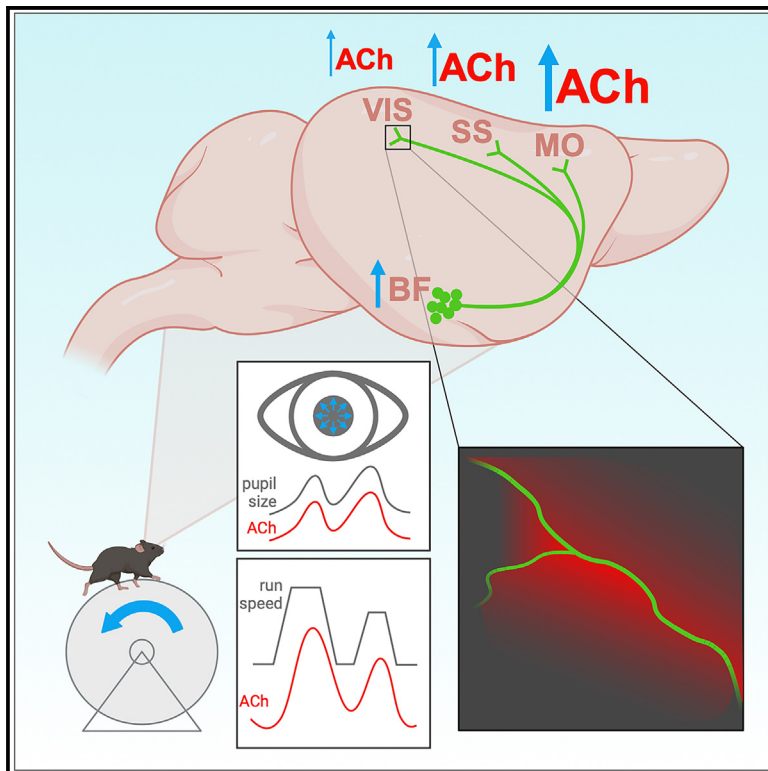 ACh
ACh
ACh
VIS
SS
MO
BF
pupil
size
ACh
run
speed
ACh